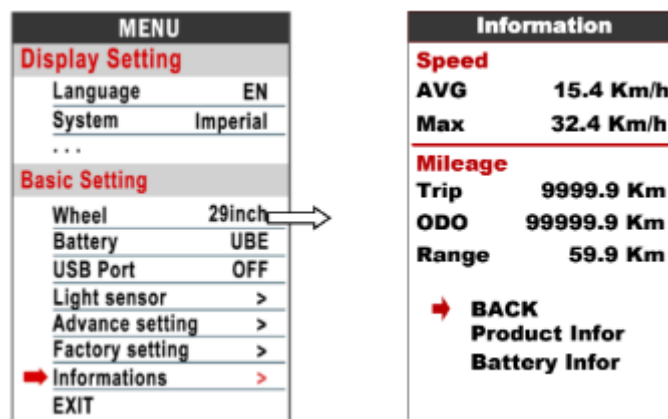 MENU
Display Setting
Language EN
System Imperial
...
Basic Setting
Wheel 29inch
Battery UBE
USB Port OFF
Light sensor >
Advance setting >
Factory setting >
Informations >
EXIT
Information
Speed
AVG 15.4 Km/h
Max 32.4 Km/h
Mileage
Trip 9999.9 Km
ODO 99999.9 Km
Range 59.9 Km
BACK
Product Infor
Battery Infor